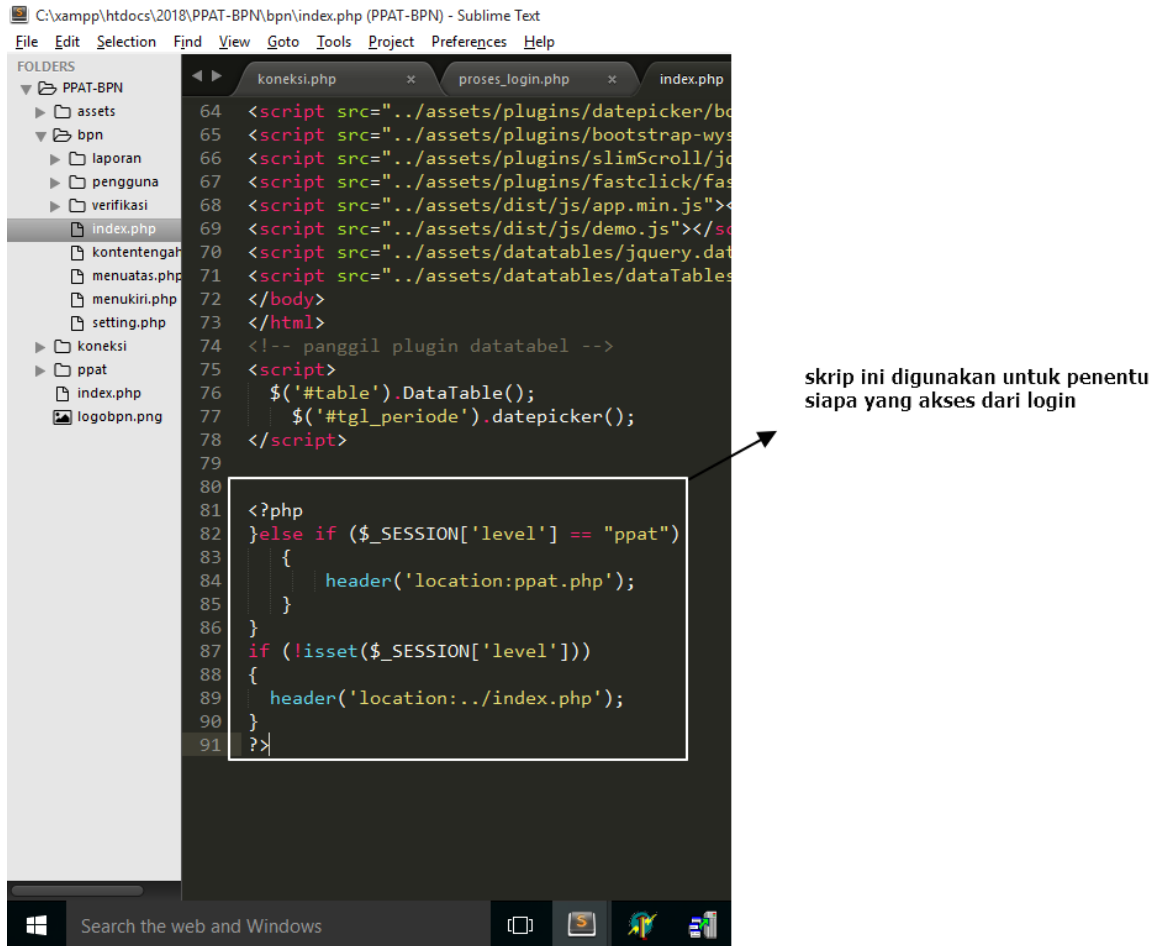 C:\xampp\htdocs\2018\PPAT-BPN\bpn\index.php (PPAT-BPN) - Sublime Text
File Edit Selection Find View Goto Tools Project Preferences Help
FOLDERS
PPAT-BPN
assets
bpn
laporan
pengguna
verifikasi
index.php
kontentengah
menuatas.php
menukiri.php
setting.php
koneksi
ppat
index.php
logobpn.png
koneksi.php × proses_login.php × index.php
64 <script src="../assets/plugins/datepicker/bo
65 <script src="../assets/plugins/bootstrap-wys
66 <script src="../assets/plugins/slimScroll/jq
67 <script src="../assets/plugins/fastclick/fas
68 <script src="../assets/dist/js/app.min.js"><
69 <script src="../assets/dist/js/demo.js"></sc
70 <script src="../assets/datatables/jquery.dat
71 <script src="../assets/datatables/dataTables
72 </body>
73 </html>
74 <!-- panggil plugin datatabel -->
75 <script>
76 $('#table').DataTable();
77 $('#tgl_periode').datepicker();
78 </script>
79
80
81 <?php
82 }else if ($_SESSION['level'] == "ppat")
83 {
84 header('location:ppat.php');
85 }
86 }
87 if (!isset($_SESSION['level']))
88 {
89 header('location:../index.php');
90 }
91 ?>
skrip ini digunakan untuk penentu
siapa yang akses dari login
Search the web and Windows